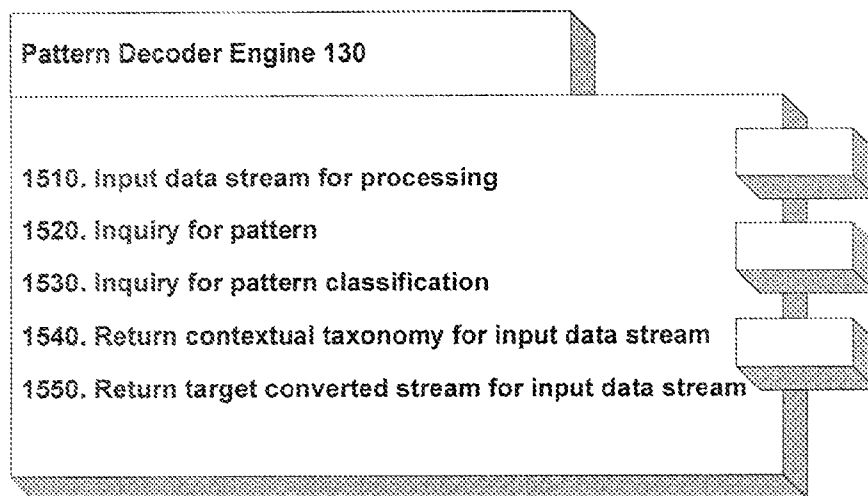 Pattern Decoder Engine 130
1510. Input data stream for processing
1520. Inquiry for pattern
1530. Inquiry for pattern classification
1540. Return contextual taxonomy for input data stream
1550. Return target converted stream for input data stream